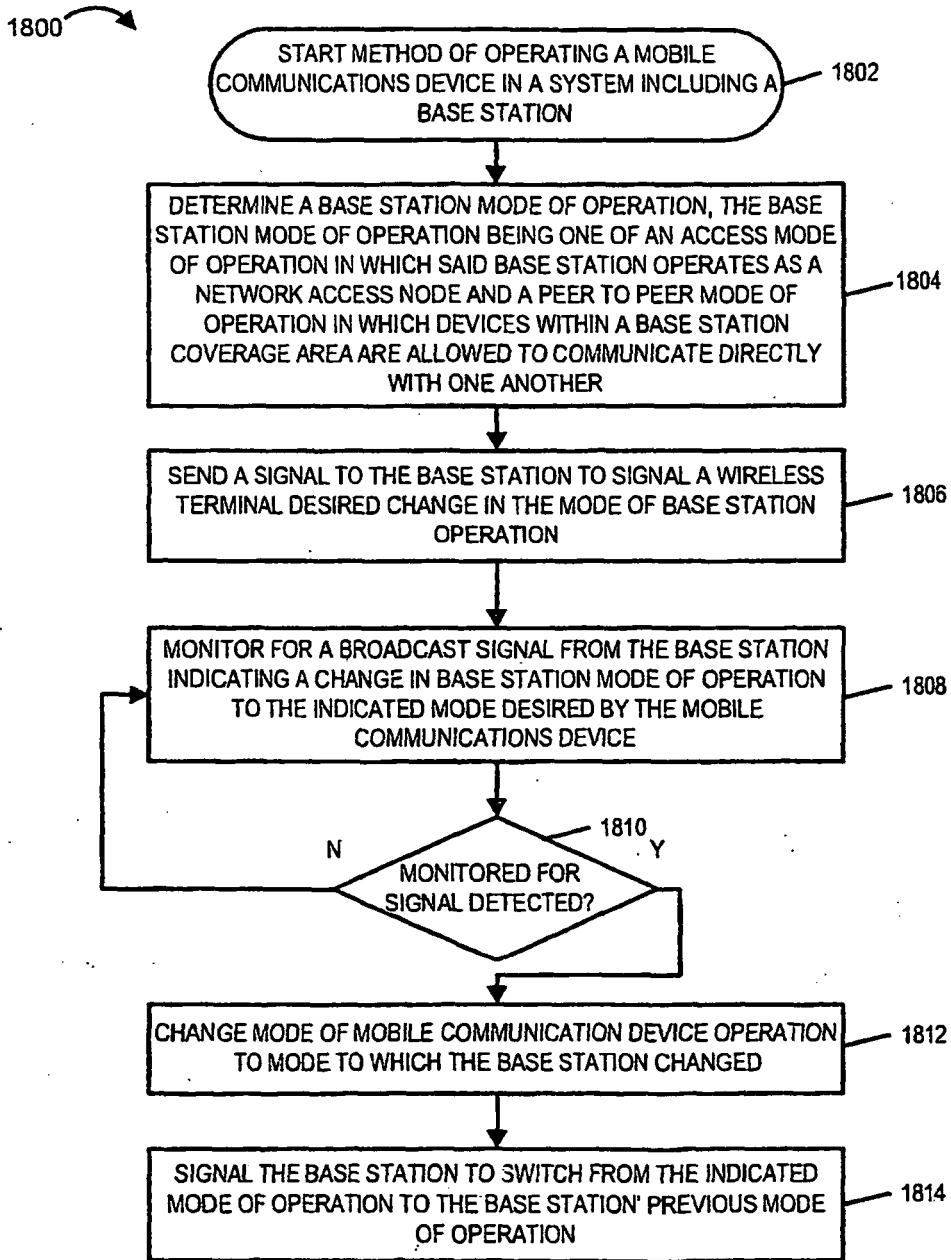 1800
START METHOD OF OPERATING A MOBILE
COMMUNICATIONS DEVICE IN A SYSTEM INCLUDING A
BASE STATION
1802
DETERMINE A BASE STATION MODE OF OPERATION, THE BASE
STATION MODE OF OPERATION BEING ONE OF AN ACCESS MODE
OF OPERATION IN WHICH SAID BASE STATION OPERATES AS A
NETWORK ACCESS NODE AND A PEER TO PEER MODE OF
OPERATION IN WHICH DEVICES WITHIN A BASE STATION
COVERAGE AREA ARE ALLOWED TO COMMUNICATE DIRECTLY
WITH ONE ANOTHER
1804
SEND A SIGNAL TO THE BASE STATION TO SIGNAL A WIRELESS
TERMINAL DESIRED CHANGE IN THE MODE OF BASE STATION
OPERATION
1806
MONITOR FOR A BROADCAST SIGNAL FROM THE BASE STATION
INDICATING A CHANGE IN BASE STATION MODE OF OPERATION
TO THE INDICATED MODE DESIRED BY THE MOBILE
COMMUNICATIONS DEVICE
1808
1810
N
Y
MONITORED FOR
SIGNAL DETECTED?
CHANGE MODE OF MOBILE COMMUNICATION DEVICE OPERATION
TO MODE TO WHICH THE BASE STATION CHANGED
1812
SIGNAL THE BASE STATION TO SWITCH FROM THE INDICATED
MODE OF OPERATION TO THE BASE STATION' PREVIOUS MODE
OF OPERATION
1814